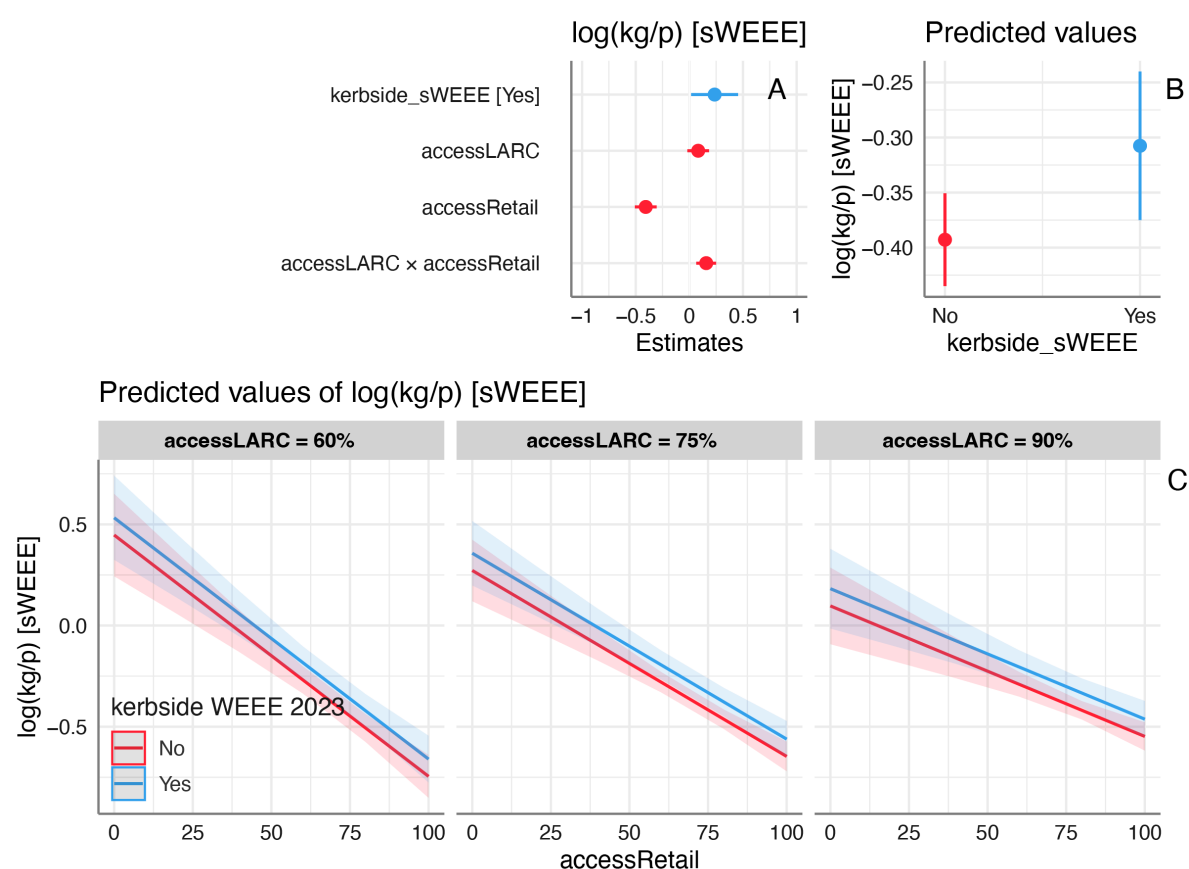 log(kg/p) [sWEEE]
A
kerbside_sWEEE [Yes]
accessLARC
accessRetail
accessLARC × accessRetail
−1 −0.5 0 0.5 1
Estimates
Predicted values
B
log(kg/p) [sWEEE]
−0.25
−0.30
−0.35
−0.40
No Yes
kerbside_sWEEE
Predicted values of log(kg/p) [sWEEE]
accessLARC = 60% accessLARC = 75% accessLARC = 90%
C
log(kg/p) [sWEEE]
0.5
0.0
−0.5
kerbside WEEE 2023
No
Yes
0 25 50 75 100 0 25 50 75 100 0 25 50 75 100
accessRetail